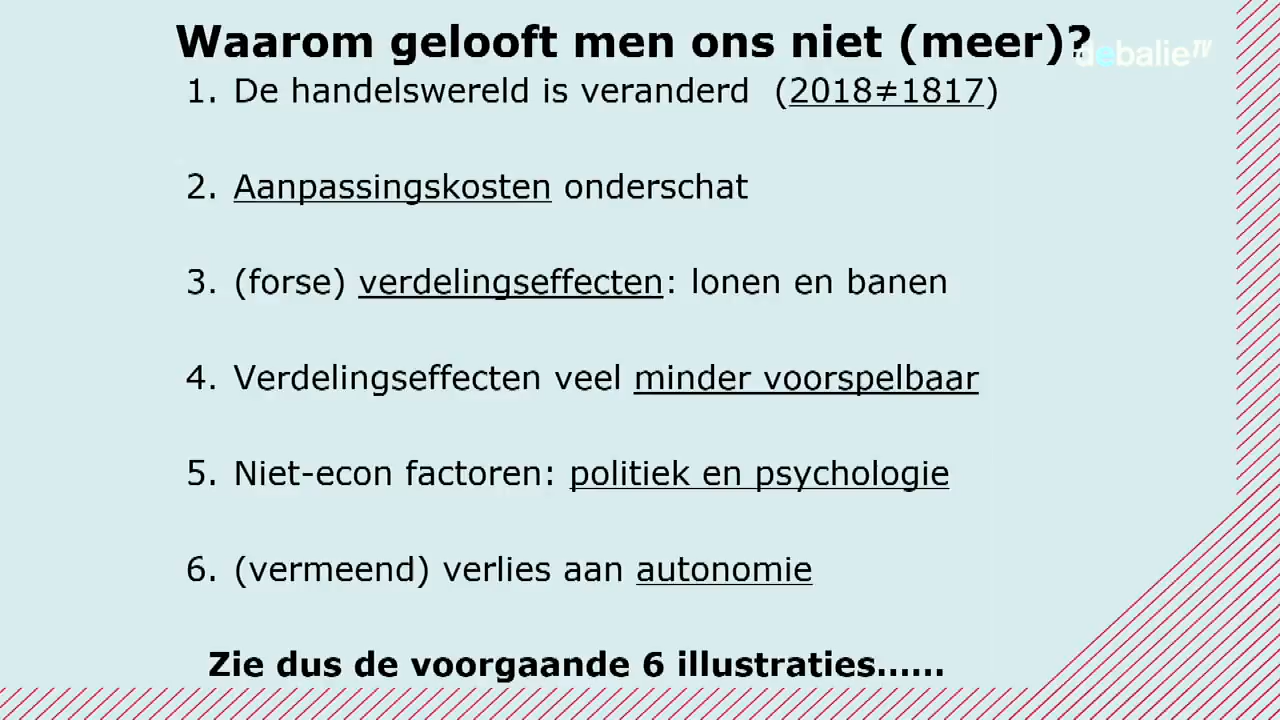 Waarom gelooft men ons niet (meer)?
debalie TV
1. De handelswereld is veranderd (2018≠1817)
2. Aanpassingskosten onderschat
3. (forse) verdelingseffecten: lonen en banen
4. Verdelingseffecten veel minder voorspelbaar
5. Niet-econ factoren: politiek en psychologie
6. (vermeend) verlies aan autonomie
Zie dus de voorgaande 6 illustraties......